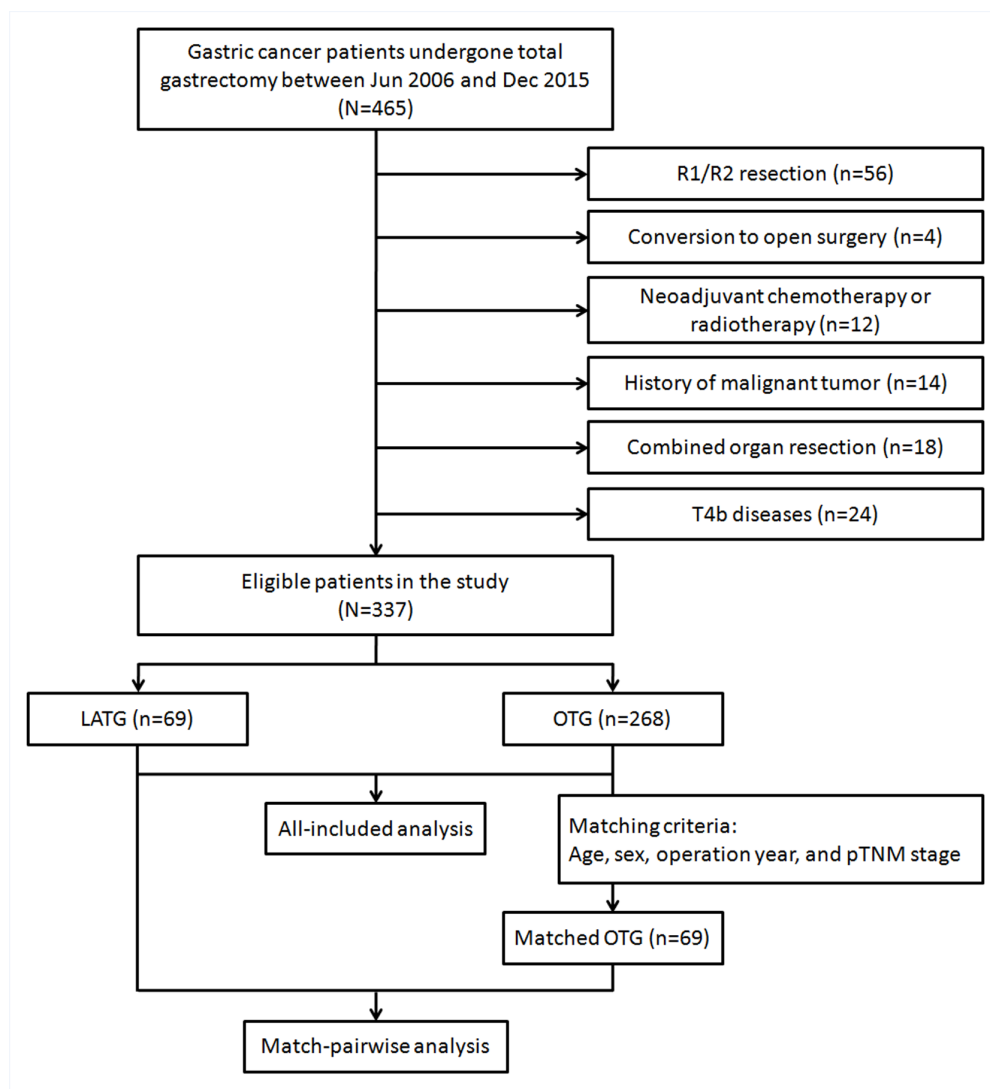 Gastric cancer patients undergone total
gastrectomy between Jun 2006 and Dec 2015
(N=465)
R1/R2 resection (n=56)
Conversion to open surgery (n=4)
Neoadjuvant chemotherapy or
radiotherapy (n=12)
History of malignant tumor (n=14)
Combined organ resection (n=18)
T4b diseases (n=24)
Eligible patients in the study
(N=337)
LATG (n=69)
OTG (n=268)
All-included analysis
Matching criteria:
Age, sex, operation year, and pTNM stage
Matched OTG (n=69)
Match-pairwise analysis